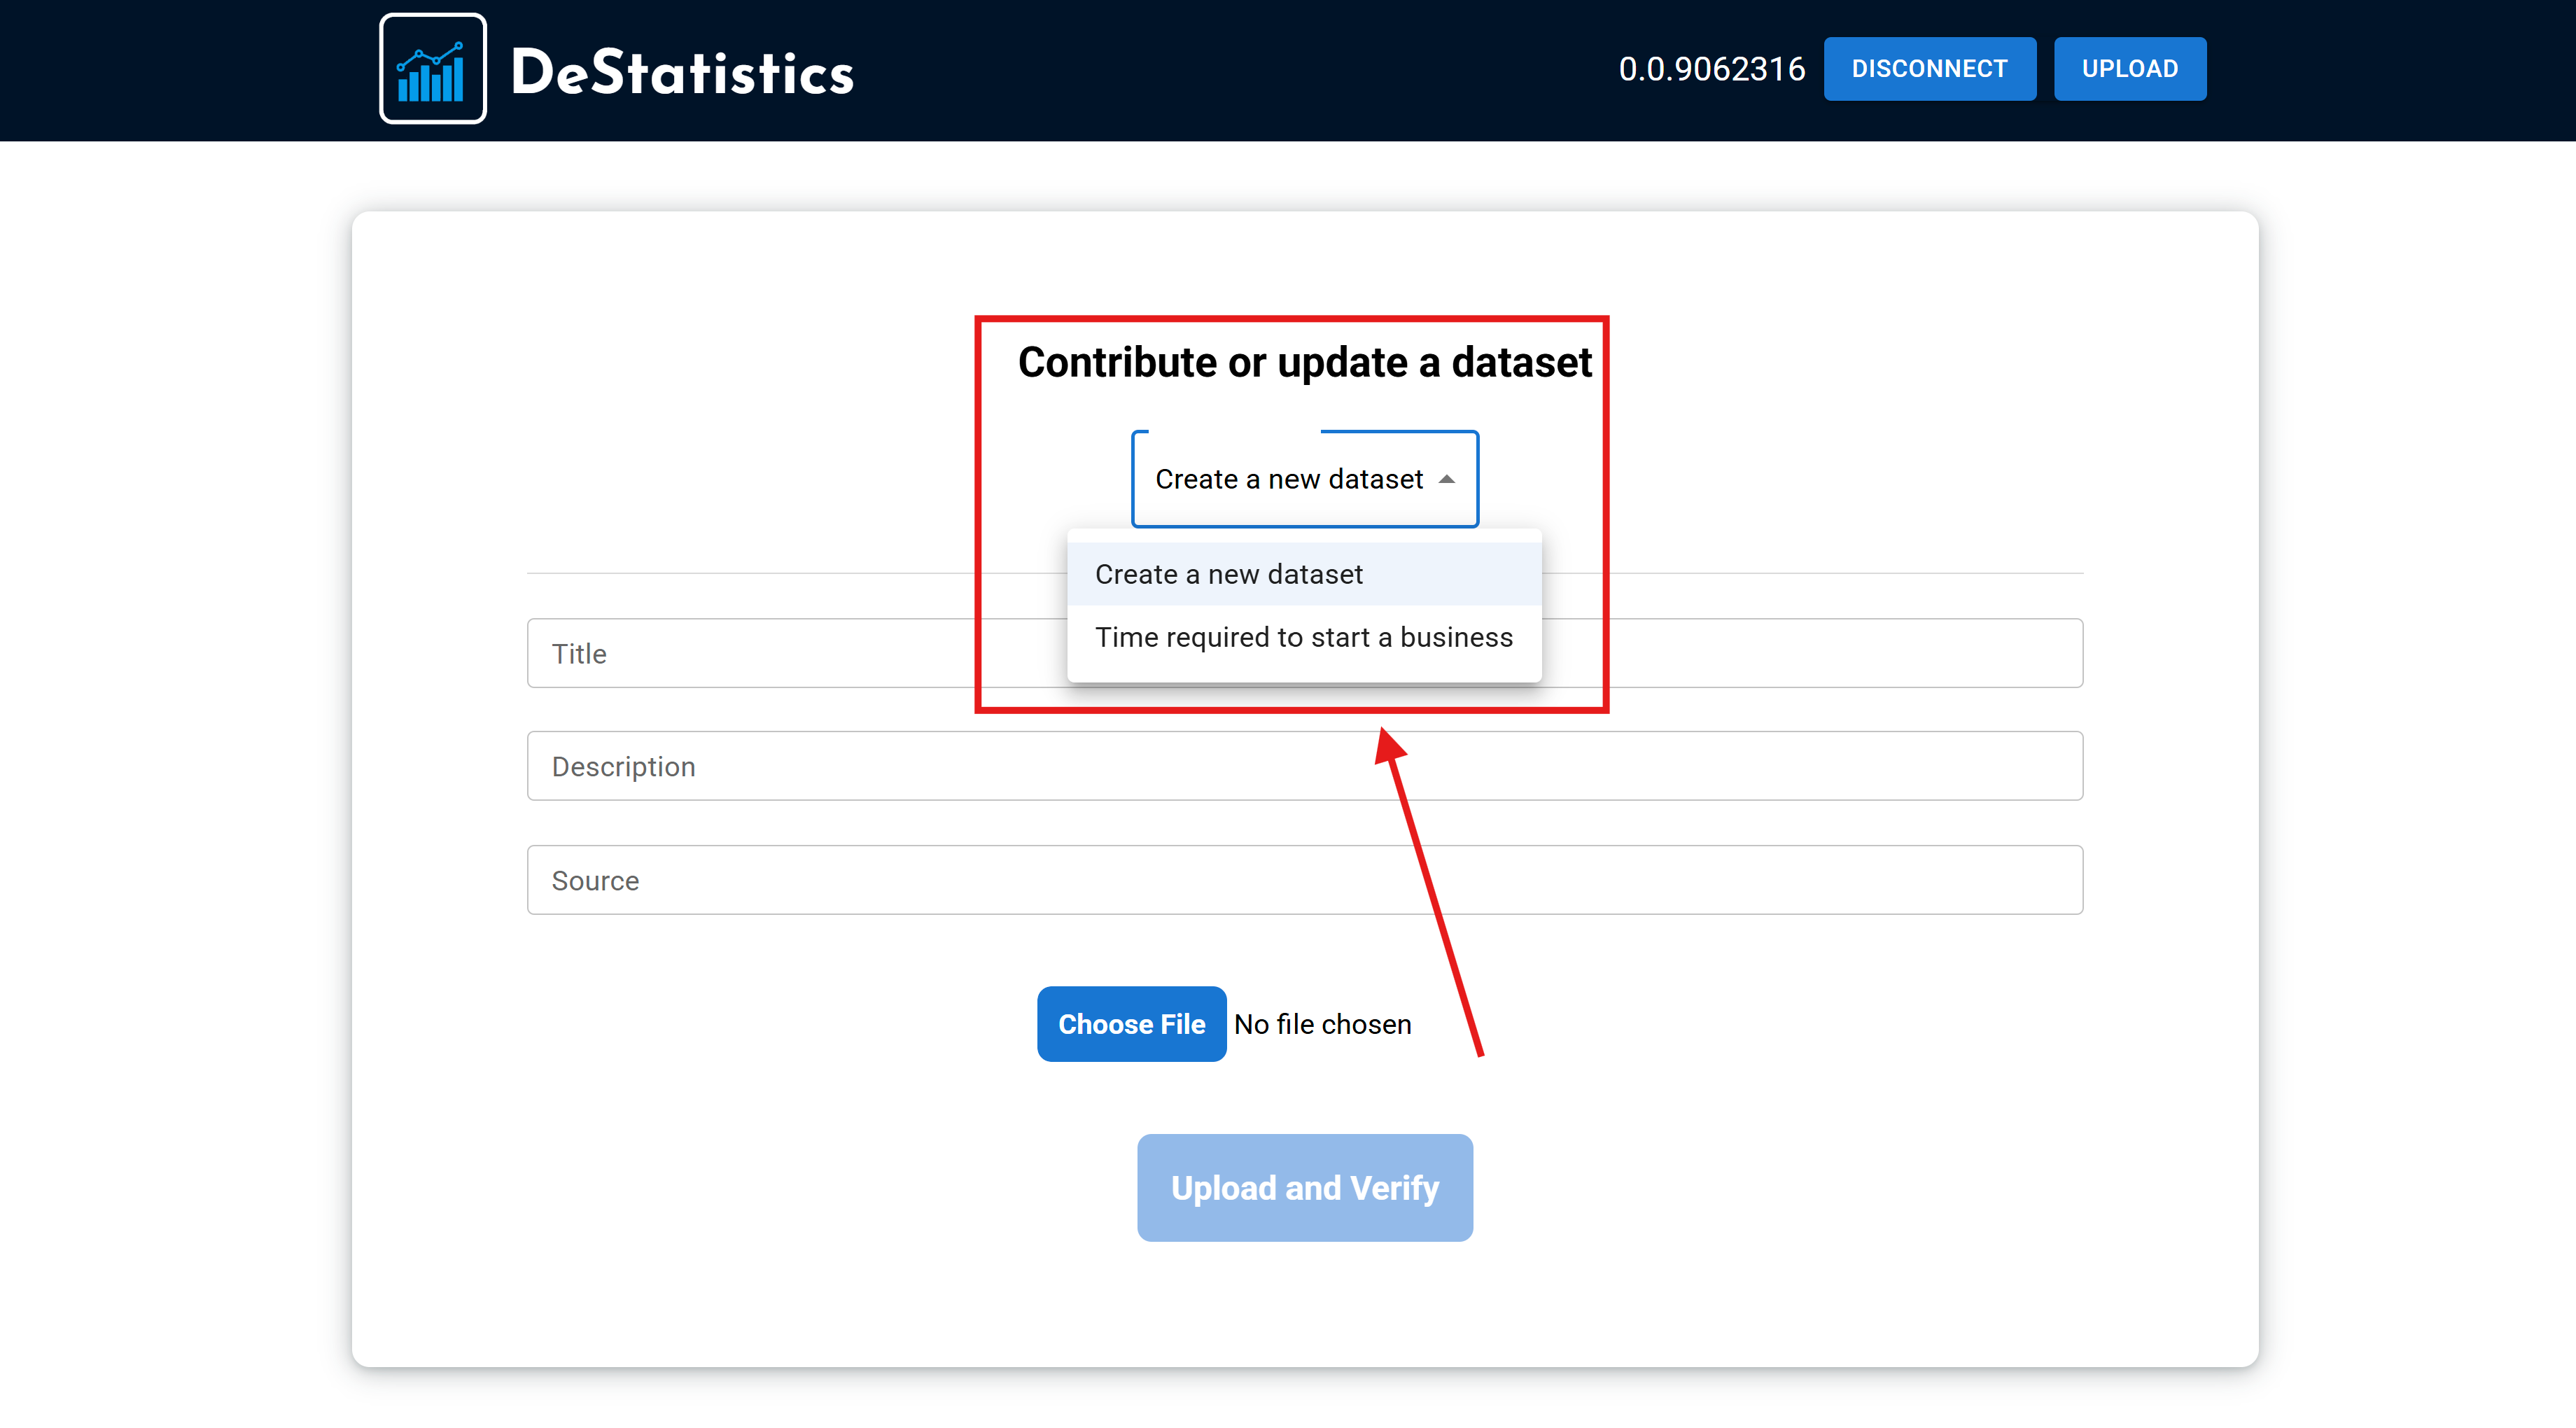 DeStatistics
0.0.9062316 DISCONNECT UPLOAD
Contribute or update a dataset
Create a new dataset
Create a new dataset
Time required to start a business
Title
Description
Source
Choose File No file chosen
Upload and Verify